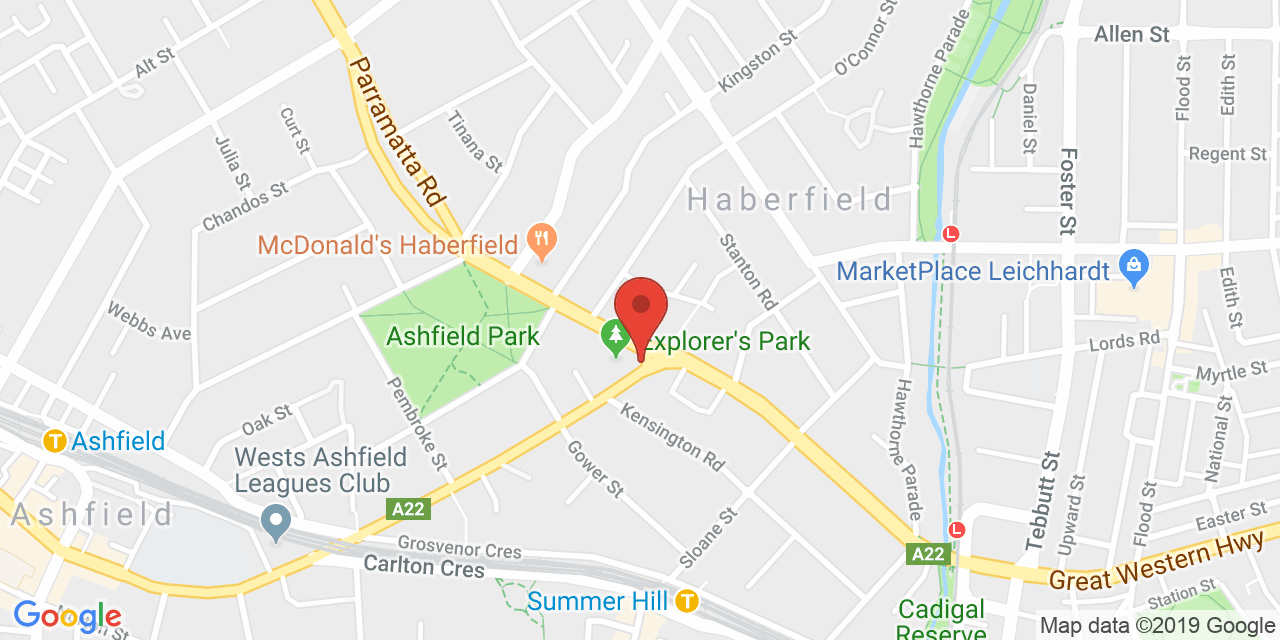 Allen St
Alt St
Kingston St
O'Connor St
Hawthorne Parade
Flood St
Edith St
Parramatta Rd
Curt St
Tinana St
Daniel St
Julia St
Foster St
Regent St
Chandos St
Haberfield
McDonald's Haberfield
L
Stanton Rd
MarketPlace Leichhardt
Webbs Ave
Edith St
Ashfield Park
Explorer's Park
Lords Rd
Myrtle St
Pembroke St
Oak St
Kensington Rd
Hawthorne Parade
National St
T Ashfield
Wests Ashfield
Leagues Club
Gower St
Tebbutt St
Upward St
Flood St
Ashfield
A22
Sloane St
Easter St
L
Grosvenor Cres
Carlton Cres
A22
Great Western Hwy
Station St
Summer Hill T
Cadigal
Reserve
Google
Map data ©2019 Google